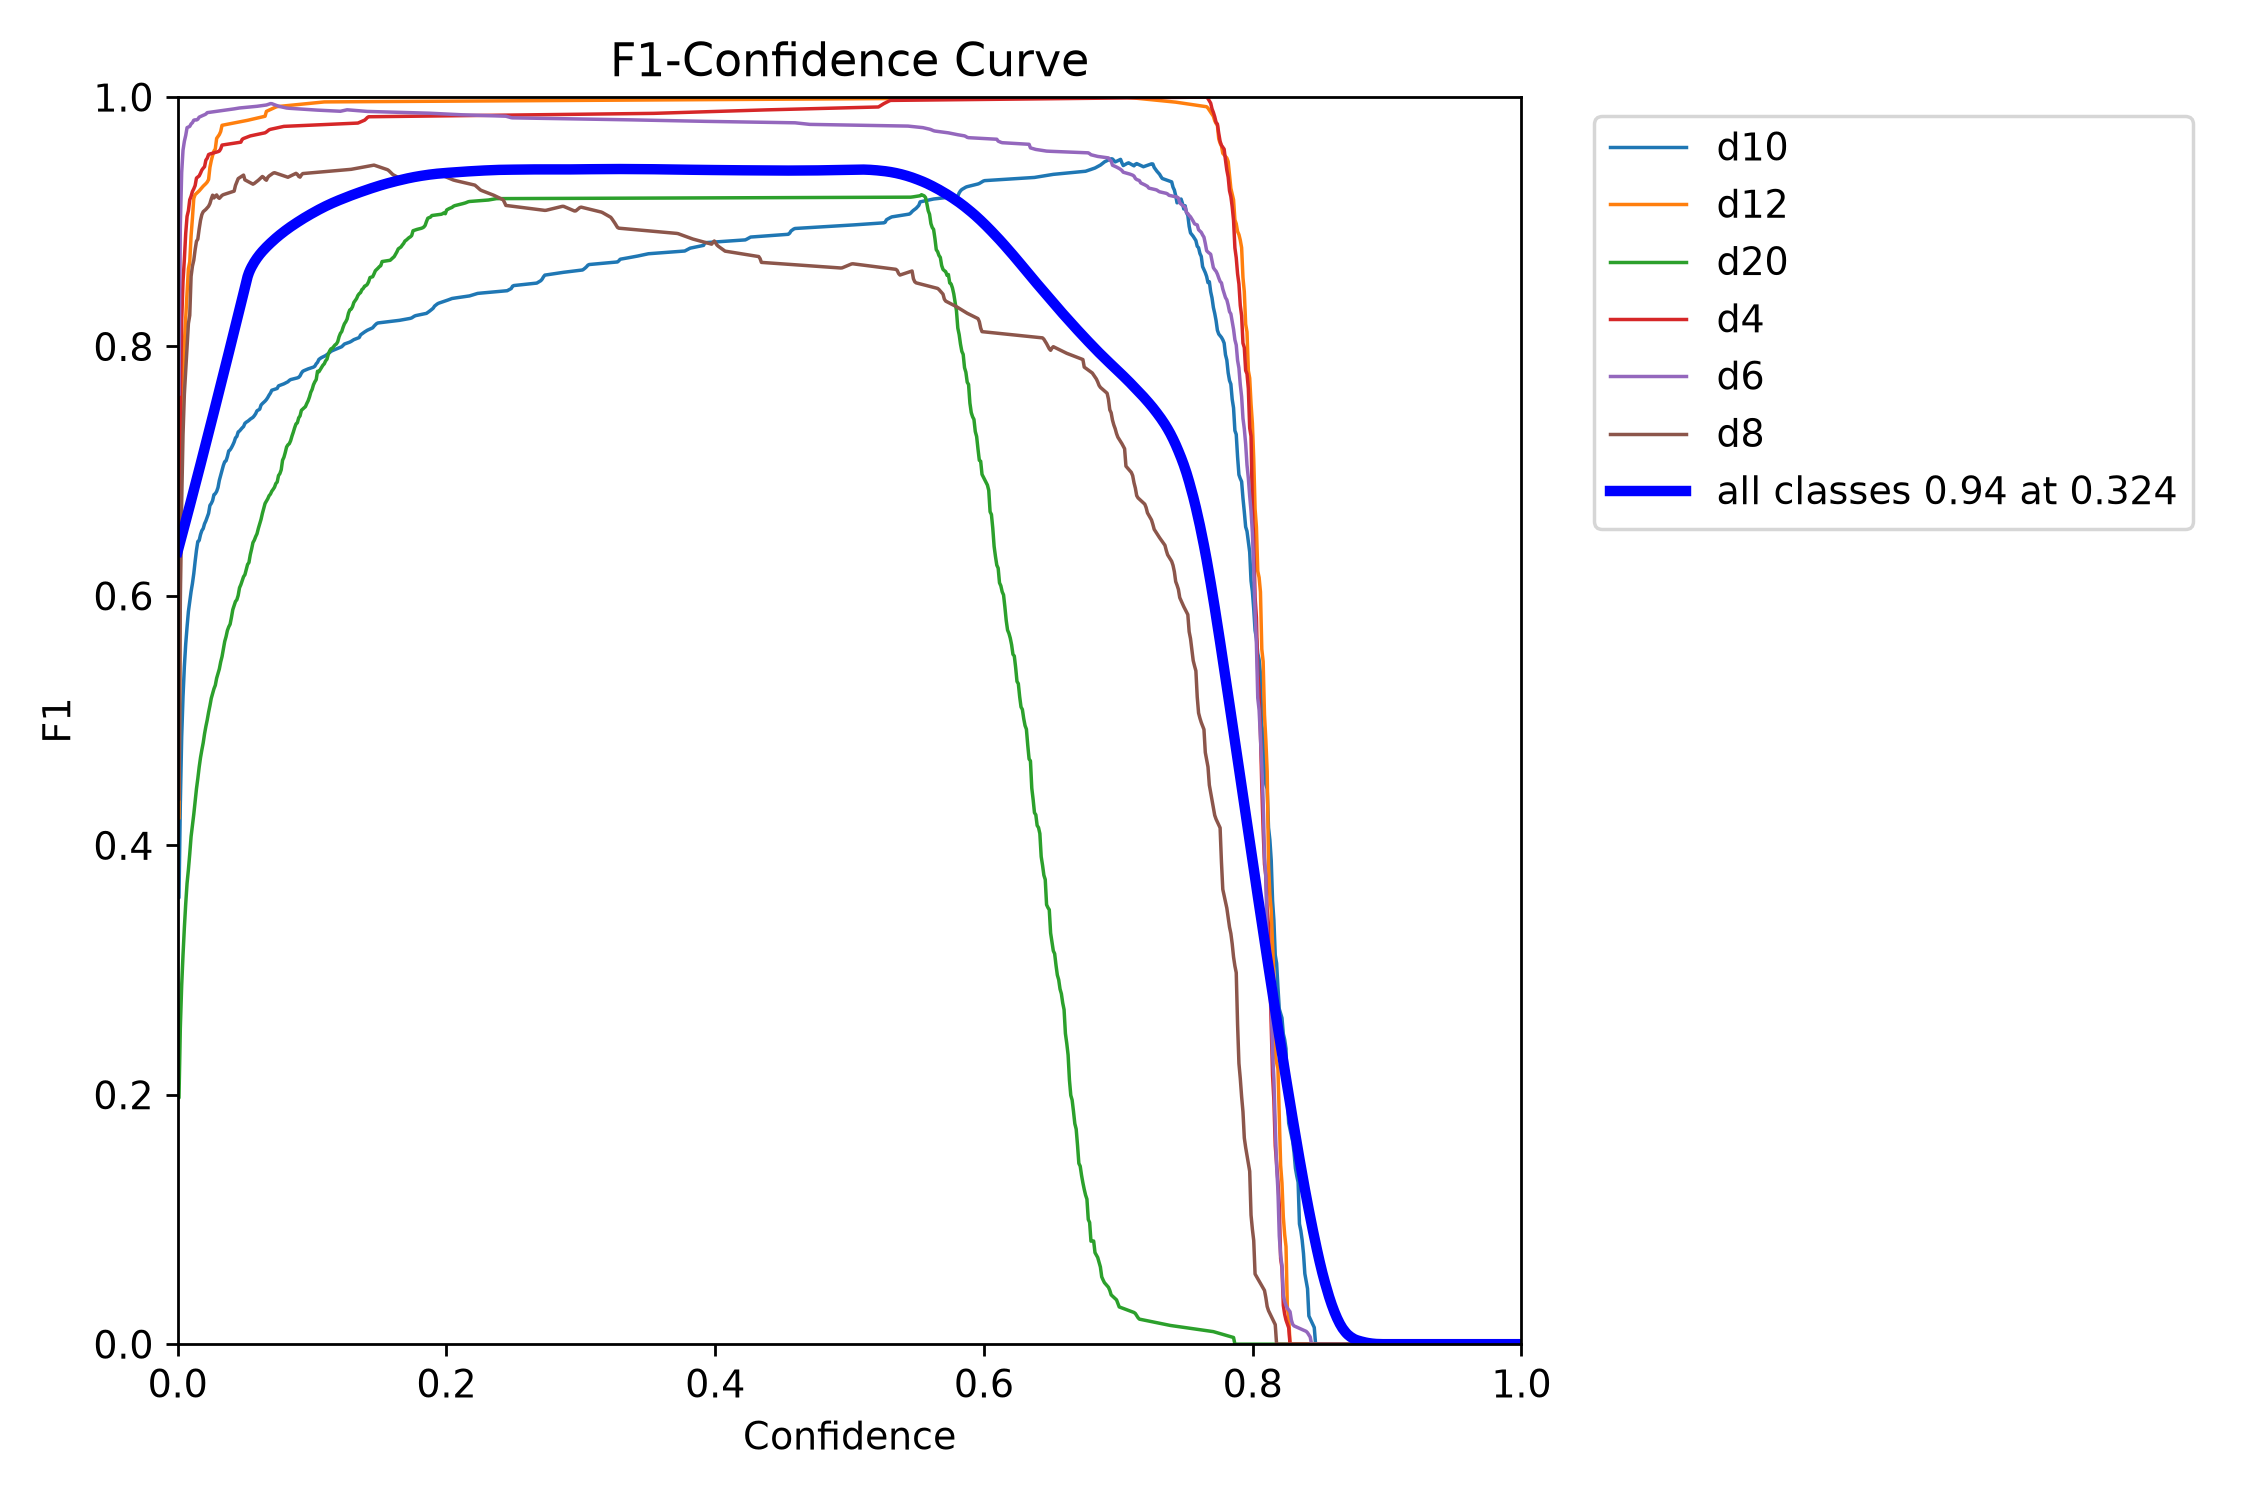 F1-Confidence Curve
1.0
0.8
0.6
0.4
0.2
0.0
F1
0.0 0.2 0.4 0.6 0.8 1.0
Confidence
d10
d12
d20
d4
d6
d8
all classes 0.94 at 0.324